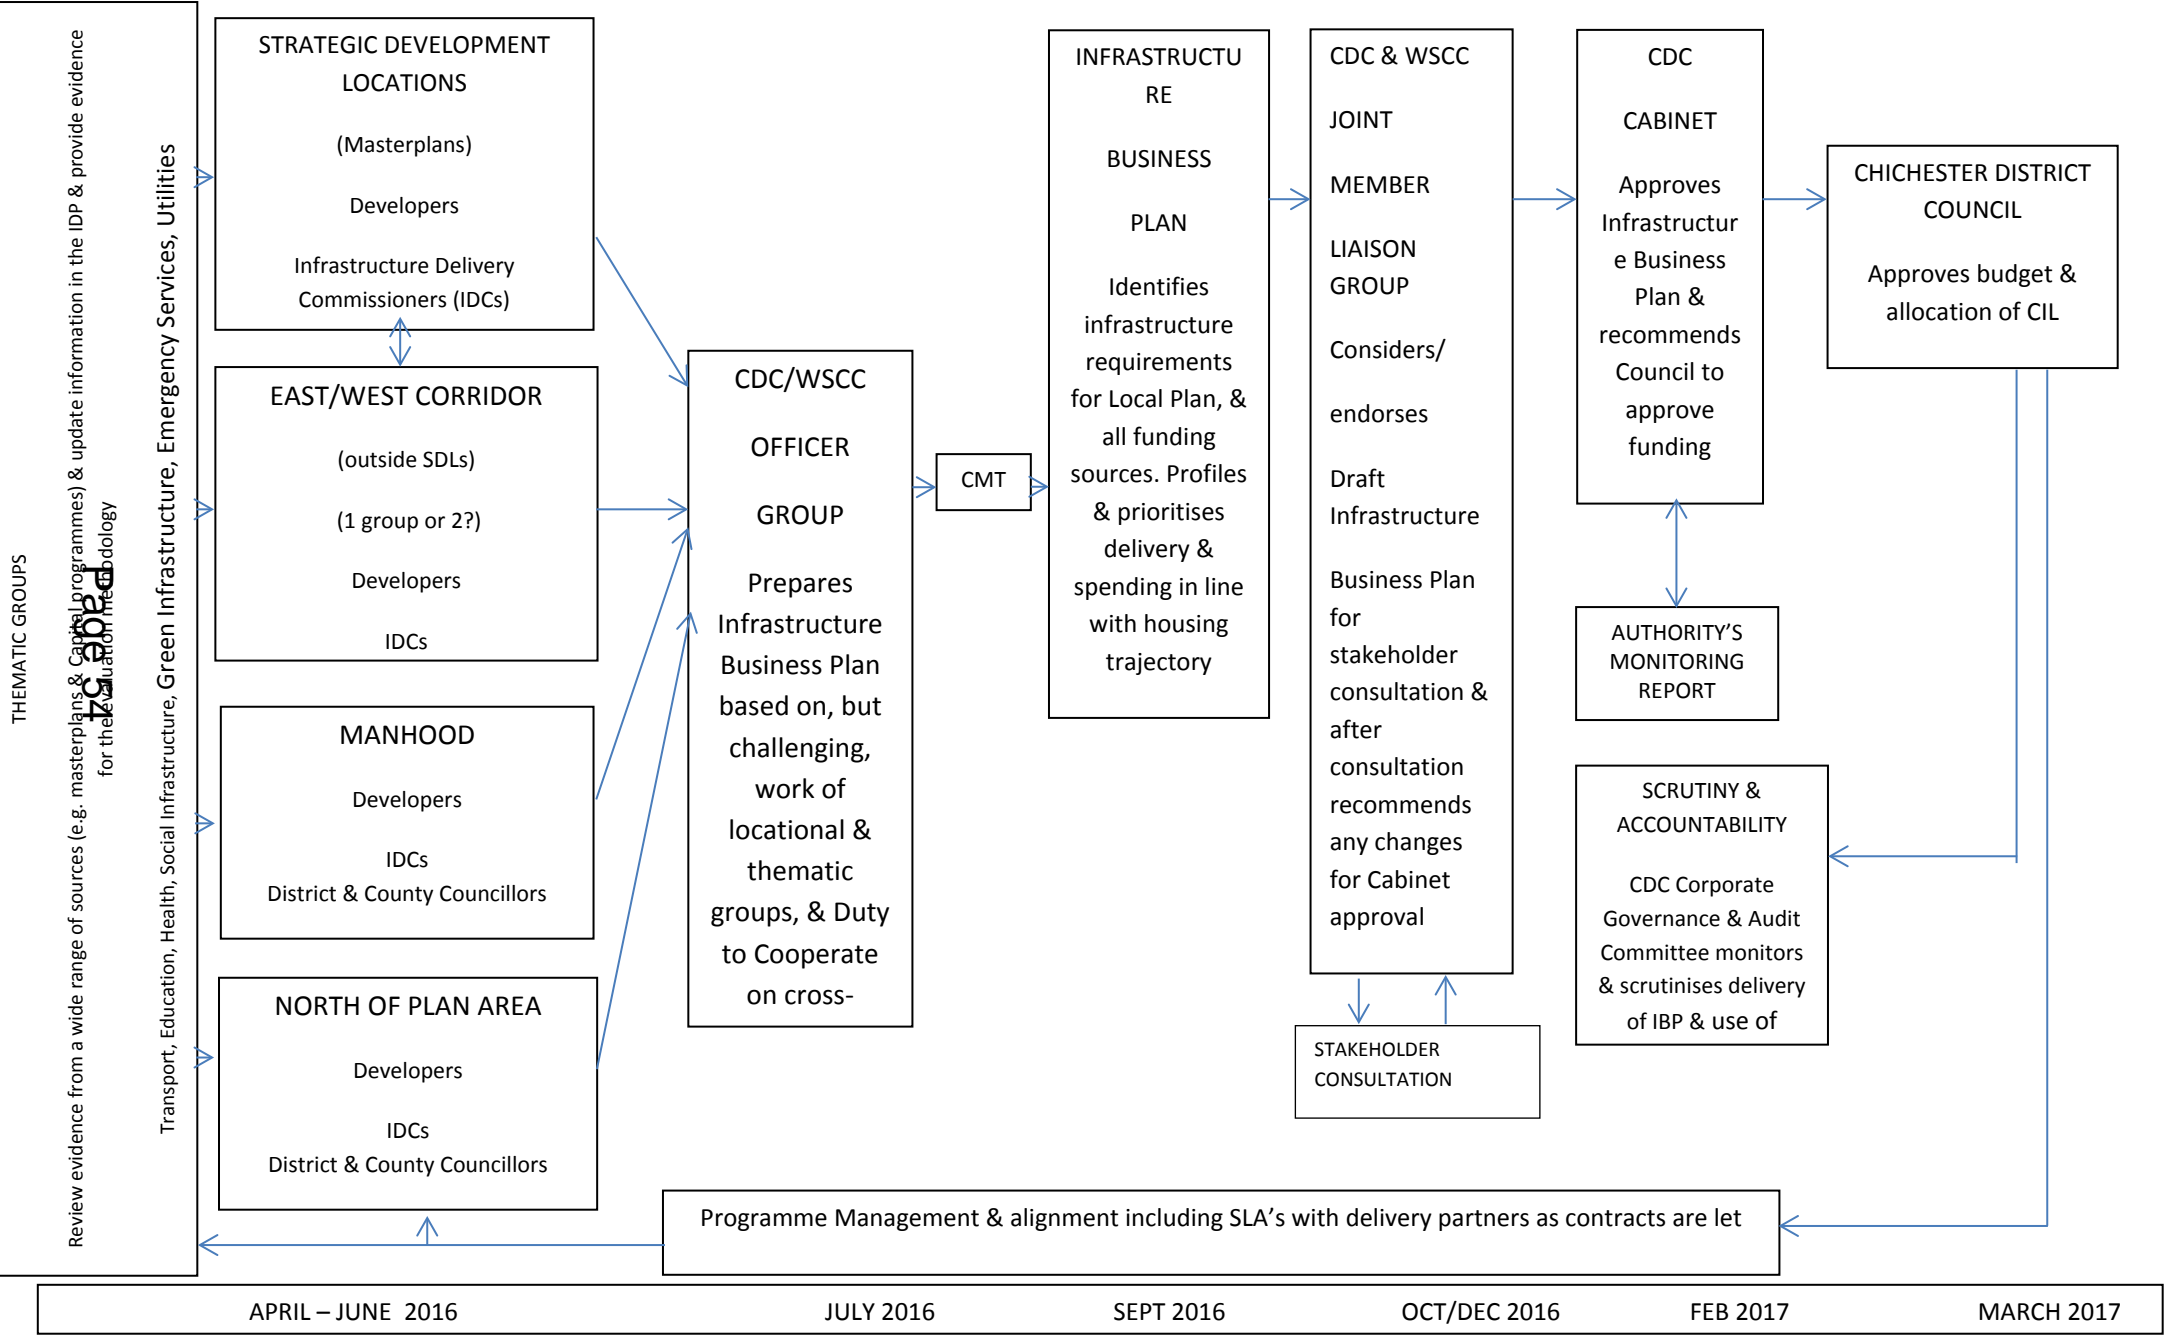 THEMATIC GROUPS
Review evidence from a wide range of sources (e.g. masterplans & Capital programmes) & update information in the IDP & provide evidence
for the evaluation methodology
Page 54
Transport, Education, Health, Social Infrastructure, Green Infrastructure, Emergency Services, Utilities
STRATEGIC DEVELOPMENT
LOCATIONS
(Masterplans)
Developers
Infrastructure Delivery
Commissioners (IDCs)
EAST/WEST CORRIDOR
(outside SDLs)
(1 group or 2?)
Developers
IDCs
MANHOOD
Developers
IDCs
District & County Councillors
NORTH OF PLAN AREA
Developers
IDCs
District & County Councillors
CDC/WSCC
OFFICER
GROUP
Prepares
Infrastructure
Business Plan
based on, but
challenging,
work of
locational &
thematic
groups, & Duty
to Cooperate
on cross-
CMT
INFRASTRUCTU
RE
BUSINESS
PLAN
Identifies
infrastructure
requirements
for Local Plan, &
all funding
sources. Profiles
& prioritises
delivery &
spending in line
with housing
trajectory
CDC & WSCC
JOINT
MEMBER
LIAISON
GROUP
Considers/
endorses
Draft
Infrastructure
Business Plan
for
stakeholder
consultation &
after
consultation
recommends
any changes
for Cabinet
approval
STAKEHOLDER
CONSULTATION
CDC
CABINET
Approves
Infrastructur
e Business
Plan &
recommends
Council to
approve
funding
AUTHORITY’S
MONITORING
REPORT
SCRUTINY &
ACCOUNTABILITY
CDC Corporate
Governance & Audit
Committee monitors
& scrutinises delivery
of IBP & use of
CHICHESTER DISTRICT
COUNCIL
Approves budget &
allocation of CIL
Programme Management & alignment including SLA’s with delivery partners as contracts are let
APRIL – JUNE 2016 JULY 2016 SEPT 2016 OCT/DEC 2016 FEB 2017 MARCH 2017